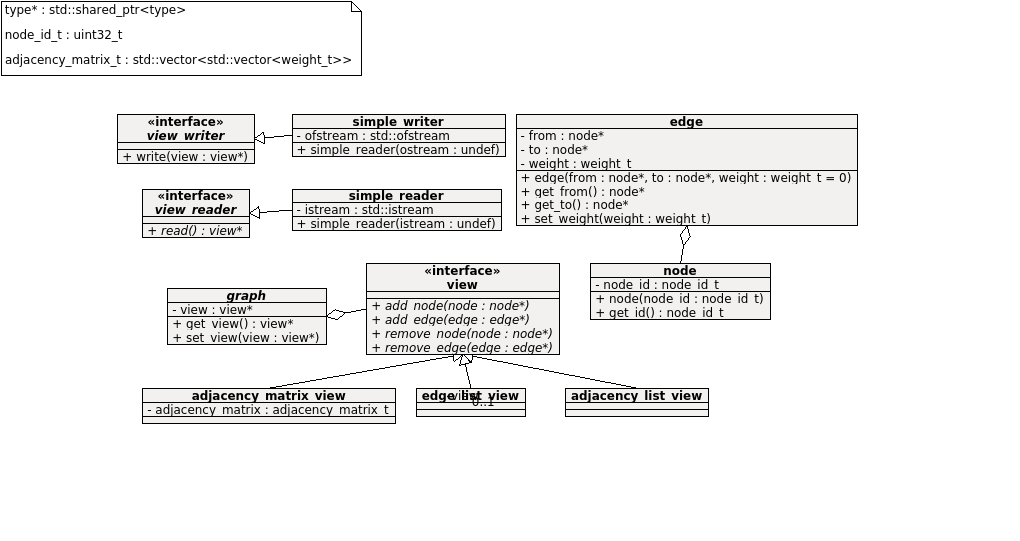 type* : std::shared_ptr<type>
node_id_t : uint32_t
adjacency_matrix_t : std::vector<std::vector<weight_t>>
«interface»
view_writer
+ write(view : view*)
simple_writer
- ofstream : std::ofstream
+ simple_reader(ostream : undef)
edge
- from : node*
- to : node*
- weight : weight_t
+ edge(from : node*, to : node*, weight : weight_t = 0)
+ get_from() : node*
+ get_to() : node*
+ set_weight(weight : weight_t)
«interface»
view_reader
+ read() : view*
simple_reader
- istream : std::istream
+ simple_reader(istream : undef)
«interface»
view
+ add_node(node : node*)
+ add_edge(edge : edge*)
+ remove_node(node : node*)
+ remove_edge(edge : edge*)
node
- node_id : node_id_t
+ node(node_id : node_id_t)
+ get_id() : node_id_t
graph
- view : view*
+ get_view() : view*
+ set_view(view : view*)
adjacency_matrix_view
- adjacency_matrix : adjacency_matrix_t
edge_list_view
0..1
adjacency_list_view